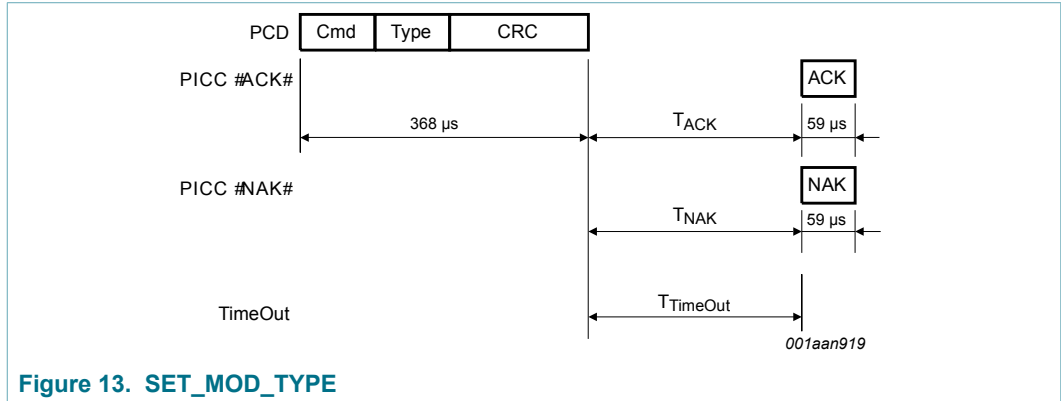 PCD Cmd Type CRC
PICC #ACK# ACK
368 µs TACK 59 µs
PICC #NAK# NAK
TNAK 59 µs
TimeOut TTimeOut
001aan919
Figure 13. SET_MOD_TYPE